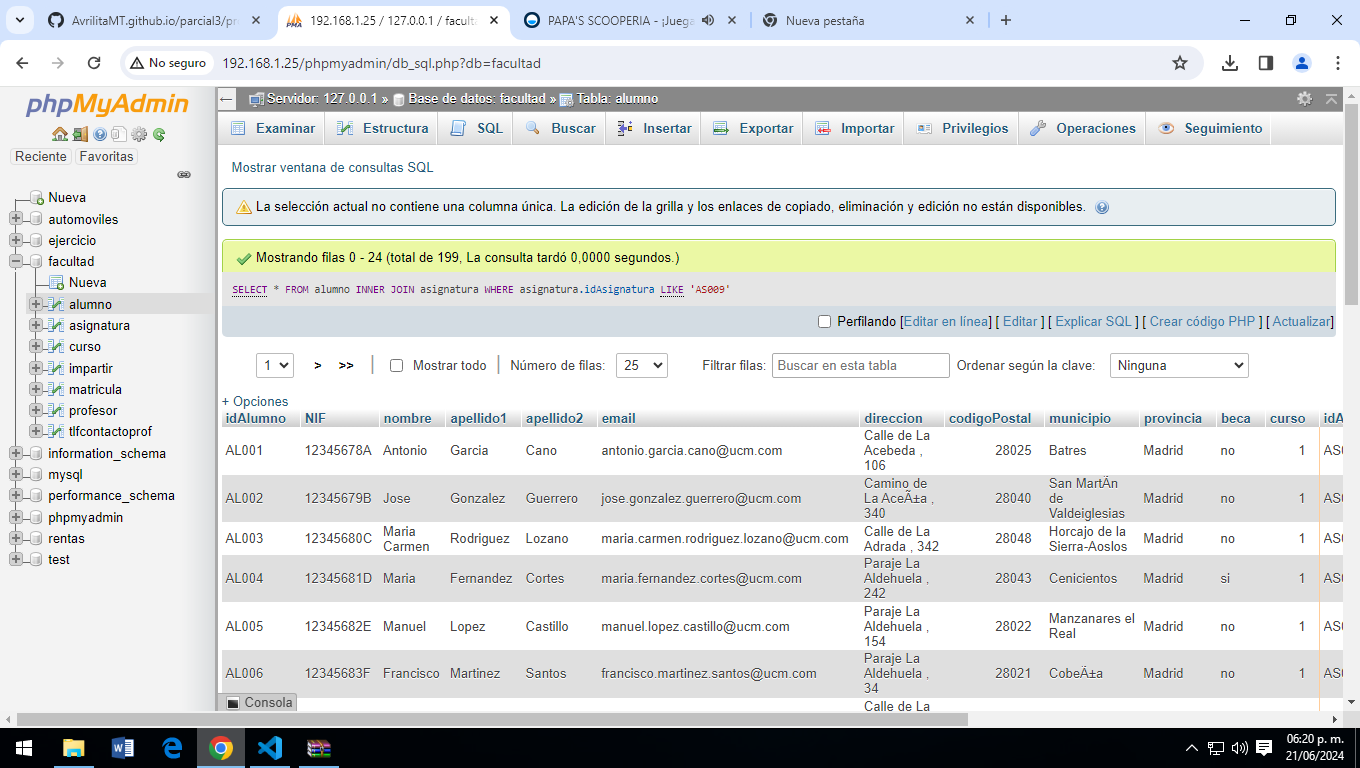 AvrilitaMT.github.io/parcial3/pr
192.168.1.25 / 127.0.0.1 / faculta
PAPA'S SCOOPERIA - ¡Juega
Nueva pestaña
No seguro
192.168.1.25/phpmyadmin/db_sql.php?db=facultad
phpMyAdmin
Reciente Favoritas
Nueva
automoviles
ejercicio
facultad
Nueva
alumno
asignatura
curso
impartir
matricula
profesor
tlfcontactoprof
information_schema
mysql
performance_schema
phpmyadmin
rentas
test
Servidor: 127.0.0.1 » Base de datos: facultad » Tabla: alumno
Examinar Estructura SQL Buscar Insertar Exportar Importar Privilegios Operaciones Seguimiento
Mostrar ventana de consultas SQL
La selección actual no contiene una columna única. La edición de la grilla y los enlaces de copiado, eliminación y edición no están disponibles.
Mostrando filas 0 - 24 (total de 199, La consulta tardó 0,0000 segundos.)
SELECT * FROM alumno INNER JOIN asignatura WHERE asignatura.idAsignatura LIKE 'AS009'
Perfilando [Editar en línea] [ Editar ] [ Explicar SQL ] [ Crear código PHP ] [ Actualizar]
1 > >> | Mostrar todo | Número de filas: 25 Filtrar filas: Buscar en esta tabla Ordenar según la clave: Ninguna
+ Opciones
idAlumno NIF nombre apellido1 apellido2 email direccion codigoPostal municipio provincia beca curso idA
AL001 12345678A Antonio Garcia Cano antonio.garcia.cano@ucm.com Calle de La Acebeda , 106 28025 Batres Madrid no 1 AS0
AL002 12345679B Jose Gonzalez Guerrero jose.gonzalez.guerrero@ucm.com Camino de La AceÃ±a , 340 28040 San MartÃn de Valdeiglesias Madrid no 1 AS0
AL003 12345680C Maria Carmen Rodriguez Lozano maria.carmen.rodriguez.lozano@ucm.com Calle de La Adrada , 342 28048 Horcajo de la Sierra-Aoslos Madrid no 1 AS0
AL004 12345681D Maria Fernandez Cortes maria.fernandez.cortes@ucm.com Paraje La Aldehuela , 242 28043 Cenicientos Madrid si 1 AS0
AL005 12345682E Manuel Lopez Castillo manuel.lopez.castillo@ucm.com Paraje La Aldehuela , 154 28022 Manzanares el Real Madrid no 1 AS0
AL006 12345683F Francisco Martinez Santos francisco.martinez.santos@ucm.com Paraje La Aldehuela , 34 28021 CobeÃ±a Madrid no 1 AS0
Calle de La
Consola
06:20 p. m.
21/06/2024